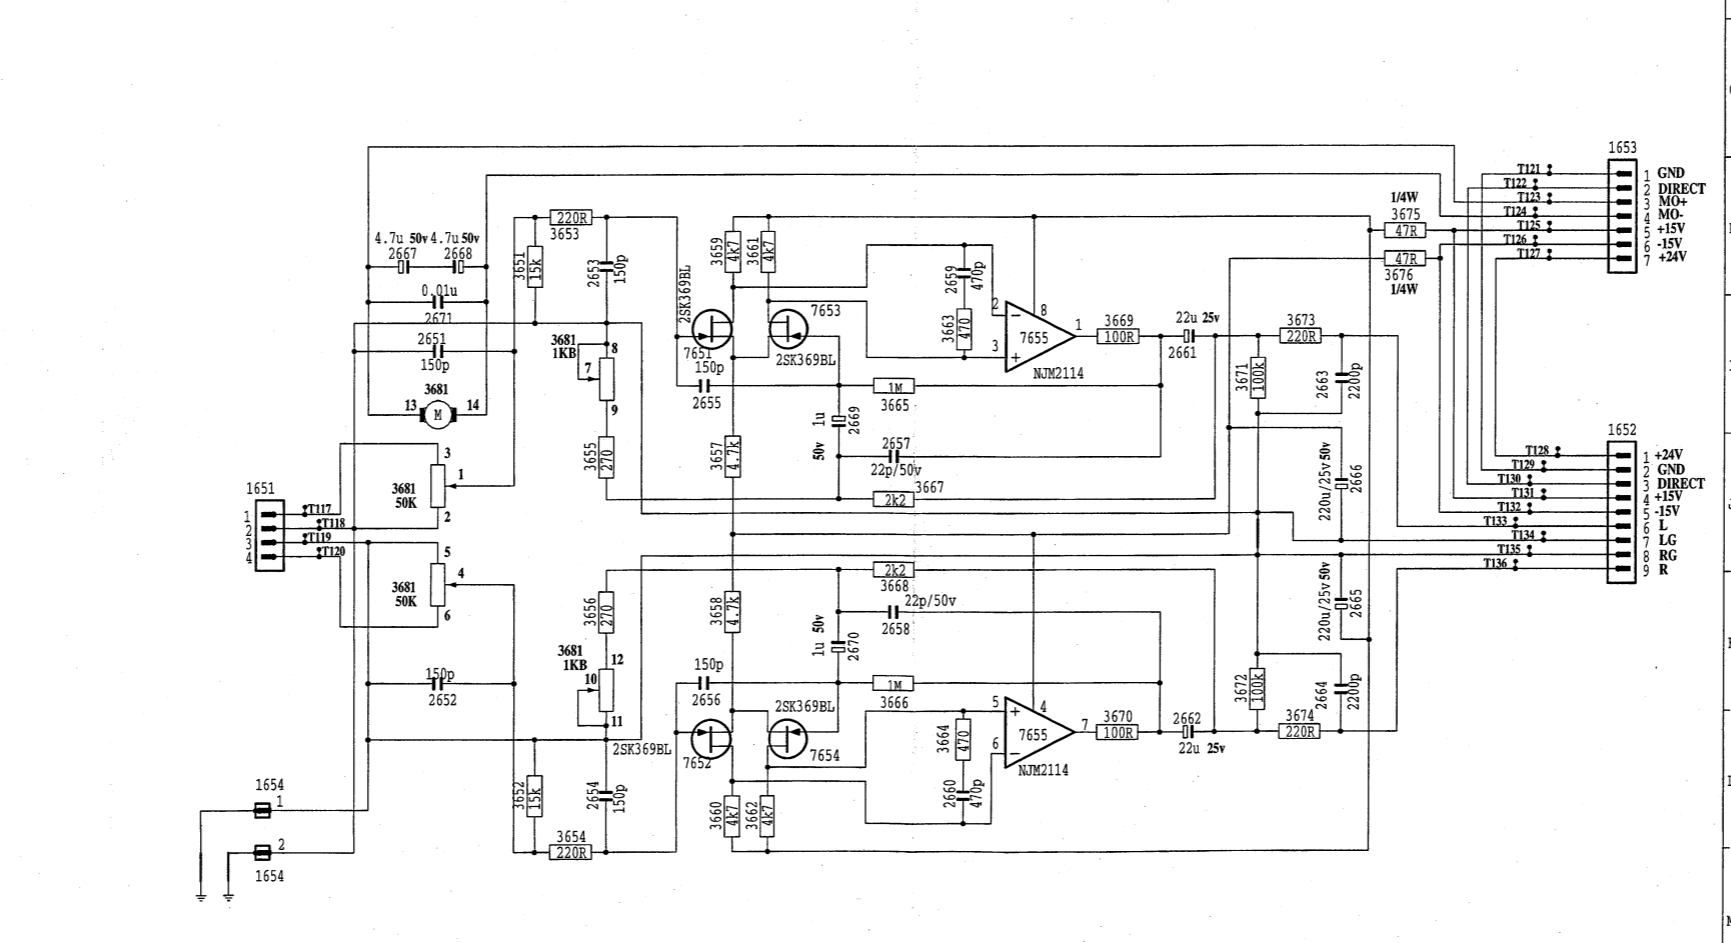 1653
T121
1 GND
T122
2 DIRECT
T123
3 MO+
T124
4 MO-
T125
5 +15V
T126
6 -15V
T127
7 +24V
1/4W
3675
47R
47R
3676
1/4W
4.7u 50v 4.7u 50v
2667 2668
0.01u
2671
2651
150p
3681
13 M 14
220R
3653
3651
15k
2653
150p
3681
1KB
8
7
9
3655
270
2SK369BL
7651
3659
4k7
3661
4k7
7653
2SK369BL
150p
2655
3657
4.7k
1M
3665
1u
50v
2669
2657
22p/50v
2k2
3667
2659
470p
3663
470
2
3
8
1
7655
NJM2114
3669
100R
22u 25v
2661
3673
220R
3671
100k
2663
2200p
220u/25v 50v
2666
1652
T128
1 +24V
T129
2 GND
T130
3 DIRECT
T131
4 +15V
T132
5 -15V
T133
6 L
T134
7 LG
T135
8 RG
T136
9 R
3
1
3681
50K
2
1651
1
2
3
4
T117
T118
T119
T120
5
4
3681
50K
6
150p
2652
3656
270
3681
1KB
12
10
11
2SK369BL
7652
3658
4.7K
150p
2656
1u 50v
2670
2k2
3668
22p/50v
2658
1M
3666
2SK369BL
7654
3664
470
2660
470p
5
6
4
7
7655
NJM2114
3670
100R
2662
22u 25v
3672
100k
3674
220R
2664
2200p
220u/25v 50v
2665
3652
15k
2654
150p
3654
220R
3660
4k7
3662
4k7
1654
1
2
1654